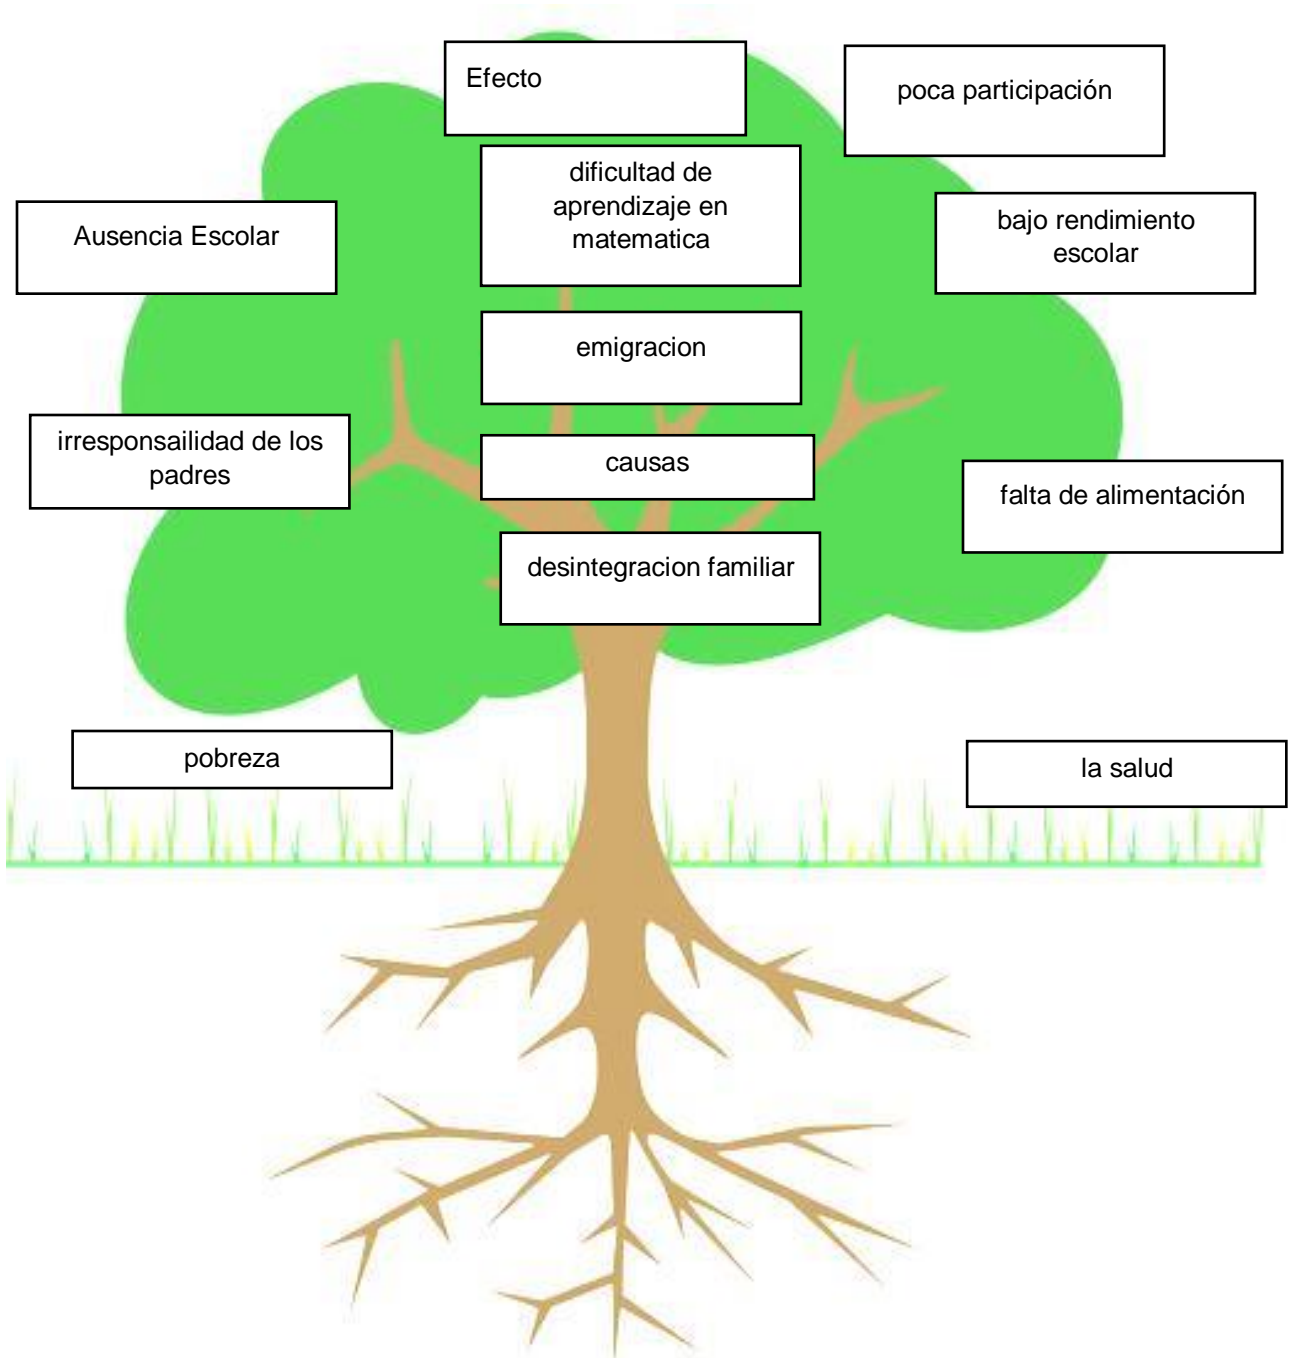 Efecto
poca participación
dificultad de
aprendizaje en
matematica
Ausencia Escolar
bajo rendimiento
escolar
emigracion
irresponsailidad de los
padres
causas
falta de alimentación
desintegracion familiar
pobreza
la salud